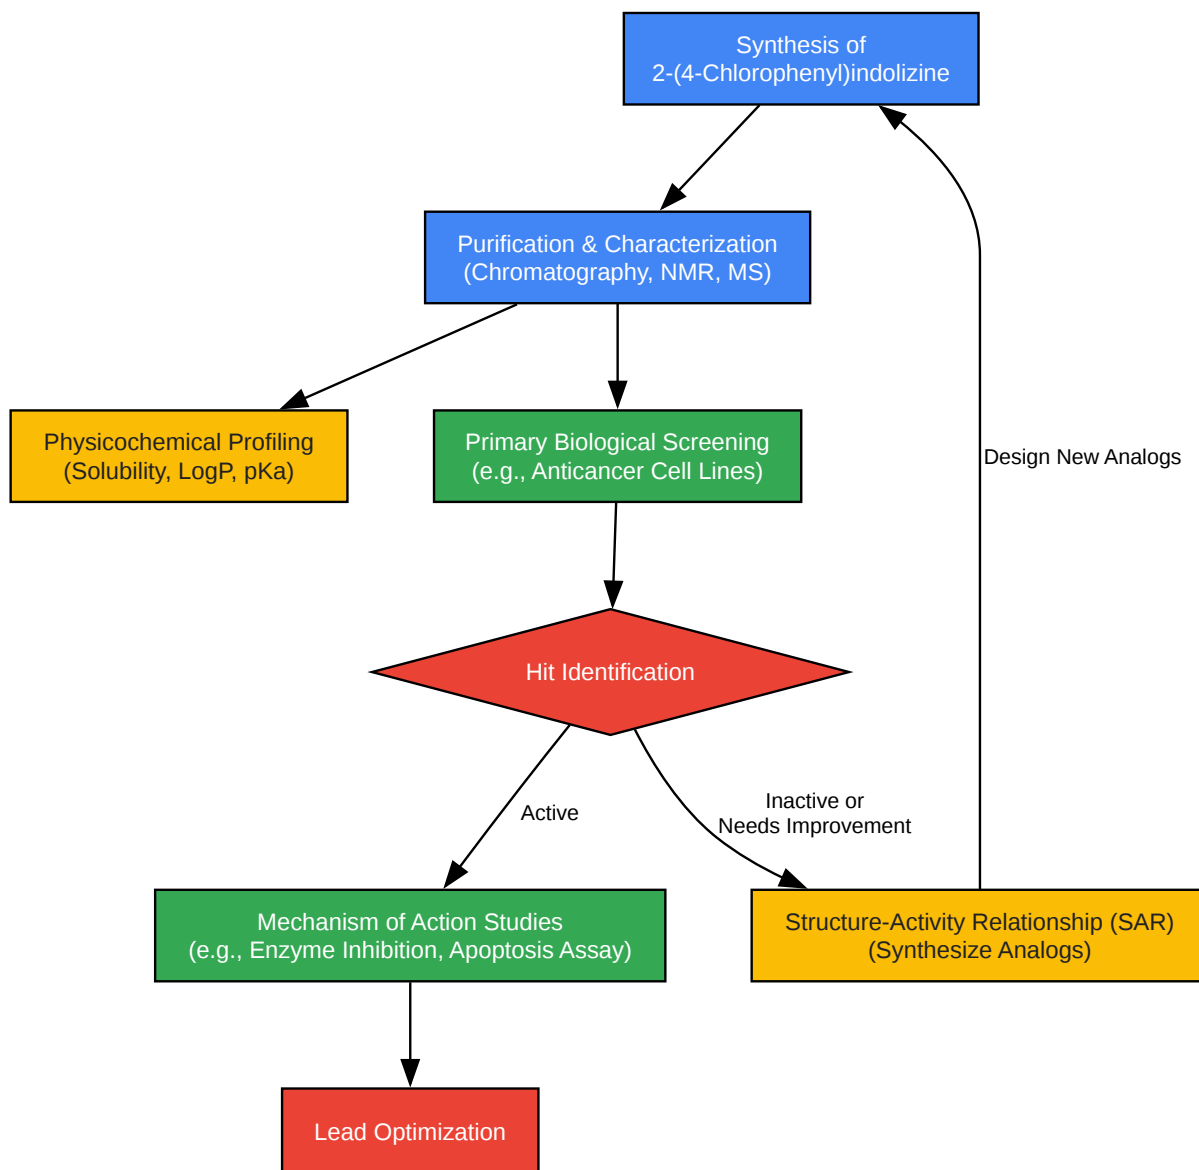 Synthesis of
2-(4-Chlorophenyl)indolizine
Purification & Characterization
(Chromatography, NMR, MS)
Physicochemical Profiling
(Solubility, LogP, pKa)
Primary Biological Screening
(e.g., Anticancer Cell Lines)
Design New Analogs
Hit Identification
Active
Inactive or
Needs Improvement
Mechanism of Action Studies
(e.g., Enzyme Inhibition, Apoptosis Assay)
Structure-Activity Relationship (SAR)
(Synthesize Analogs)
Lead Optimization